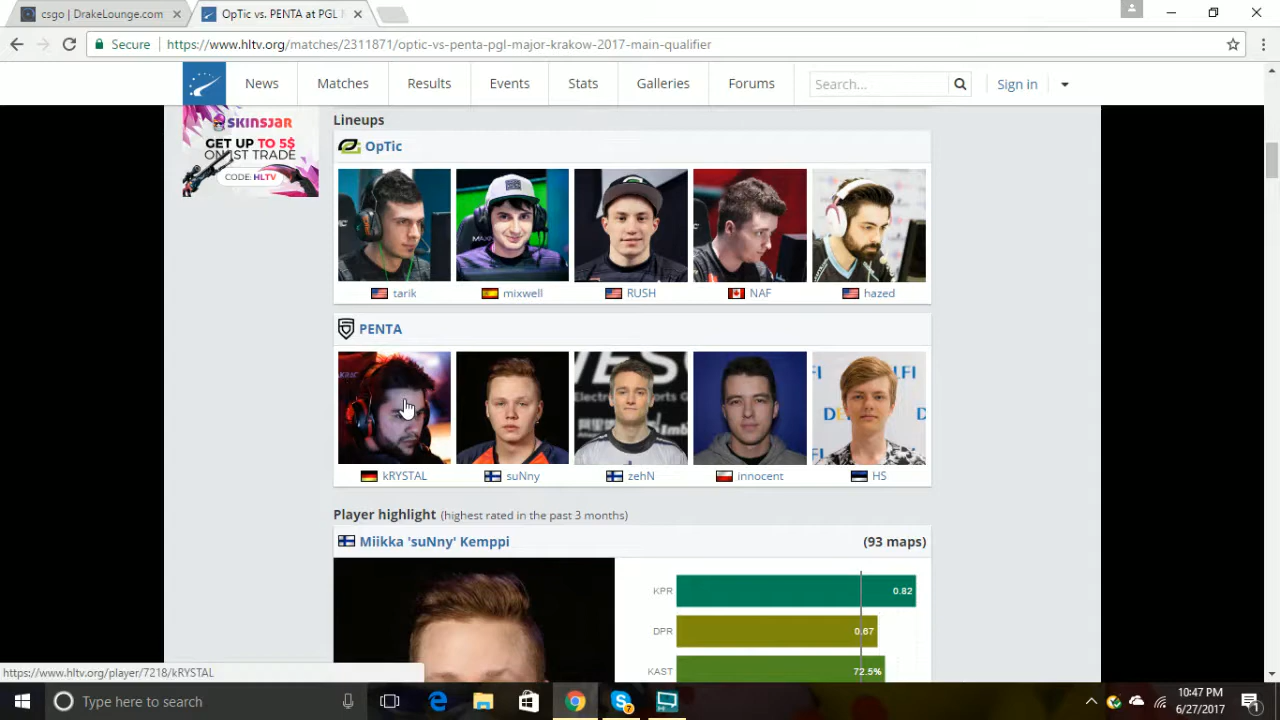 csgo | DrakeLounge.com
OpTic vs. PENTA at PGL
Secure
https://www.hltv.org/matches/2311871/optic-vs-penta-pgl-major-krakow-2017-main-qualifier
News
Matches
Results
Events
Stats
Galleries
Forums
Search...
Sign in
SKINSJAR
GET UP TO 5$
ON 1ST TRADE
CODE: HLTV
Lineups
OpTic
tarik
mixwell
RUSH
NAF
hazed
PENTA
kRYSTAL
suNny
zehN
innocent
HS
Player highlight (highest rated in the past 3 months)
Miikka 'suNny' Kemppi
(93 maps)
KPR
0.82
DPR
0.67
KAST
72.5%
https://www.hltv.org/player/7218/kRYSTAL
Type here to search
10:47 PM
6/27/2017